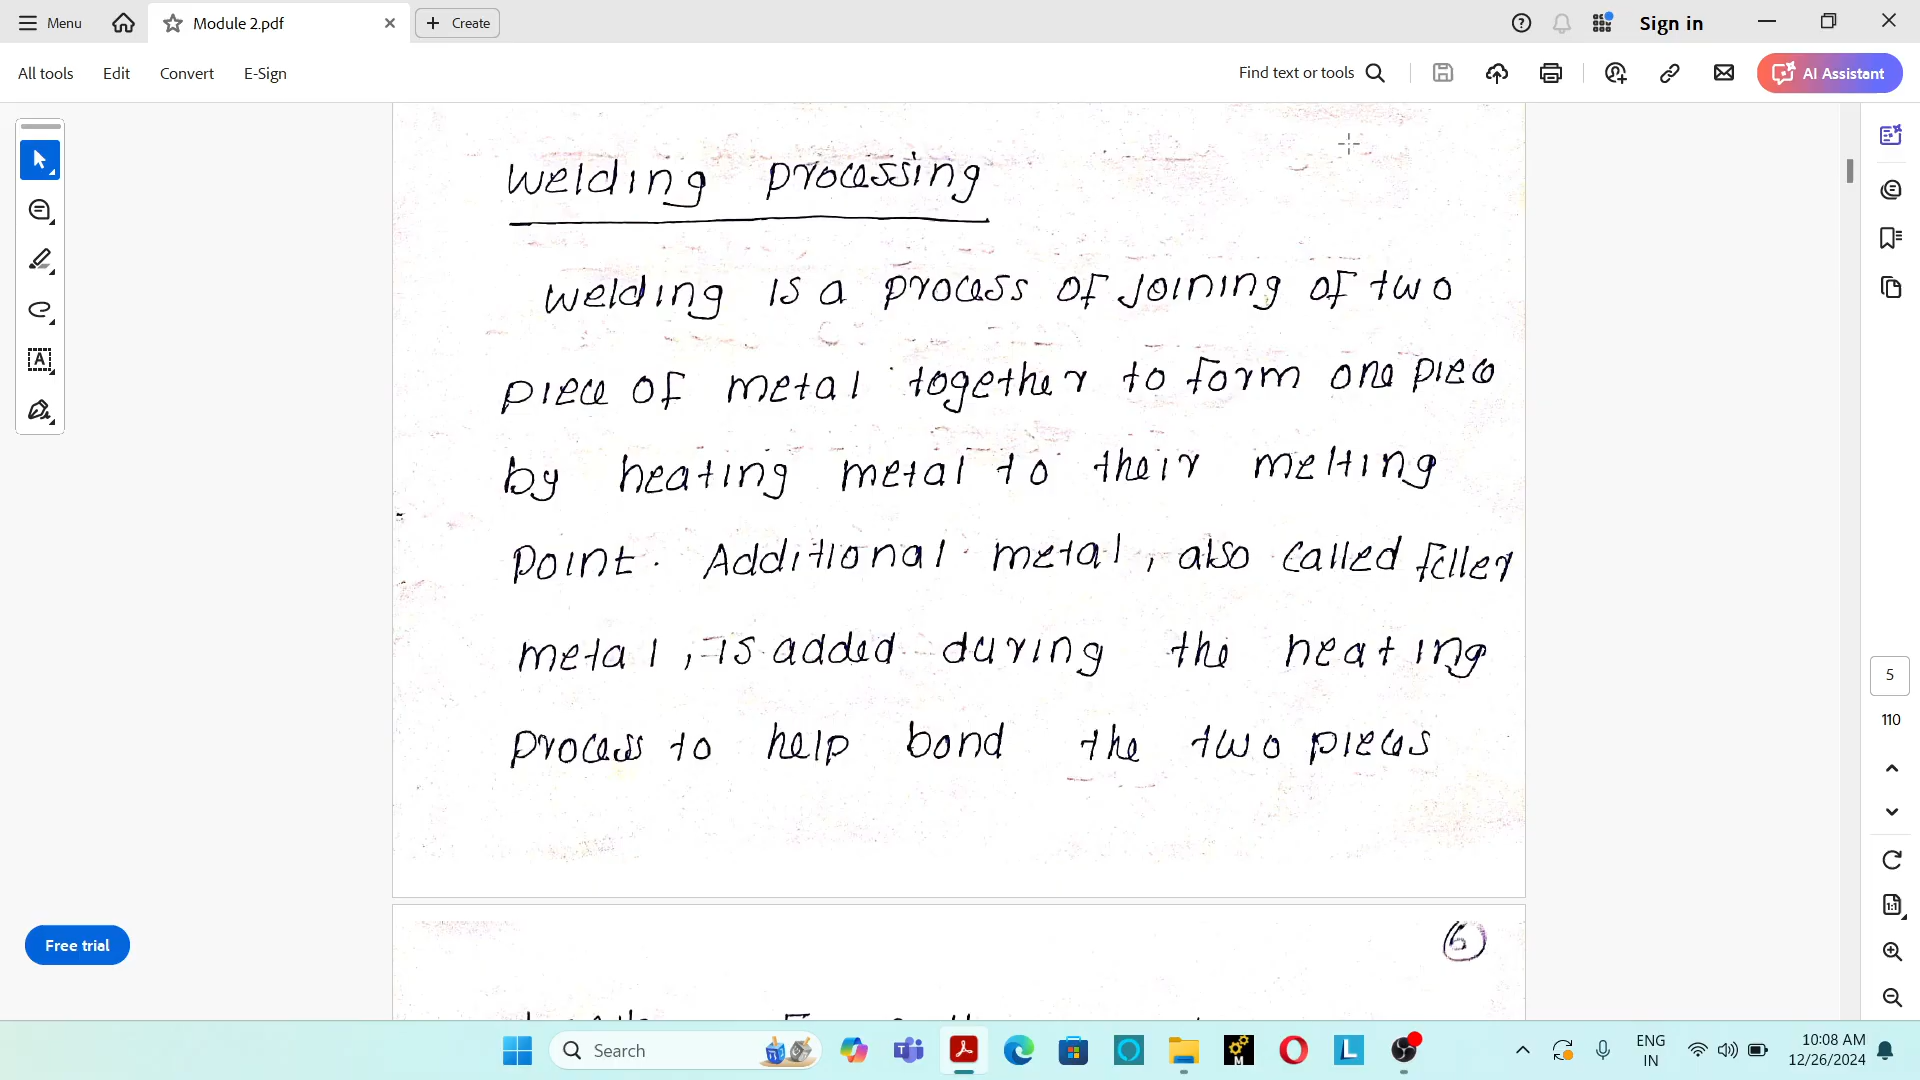 Menu
Module 2.pdf
Create
Sign in
All tools
Edit
Convert
E-Sign
Find text or tools
AI Assistant
Welding processing
Welding is a process of joining of two
piece of metal together to form one piece
by heating metal to their melting
point. Additional metal, also called filler
metal, is added during the heating
process to help bond the two pieces
5
110
1:1
Free trial
6
Search
ENG
IN
10:08 AM
12/26/2024